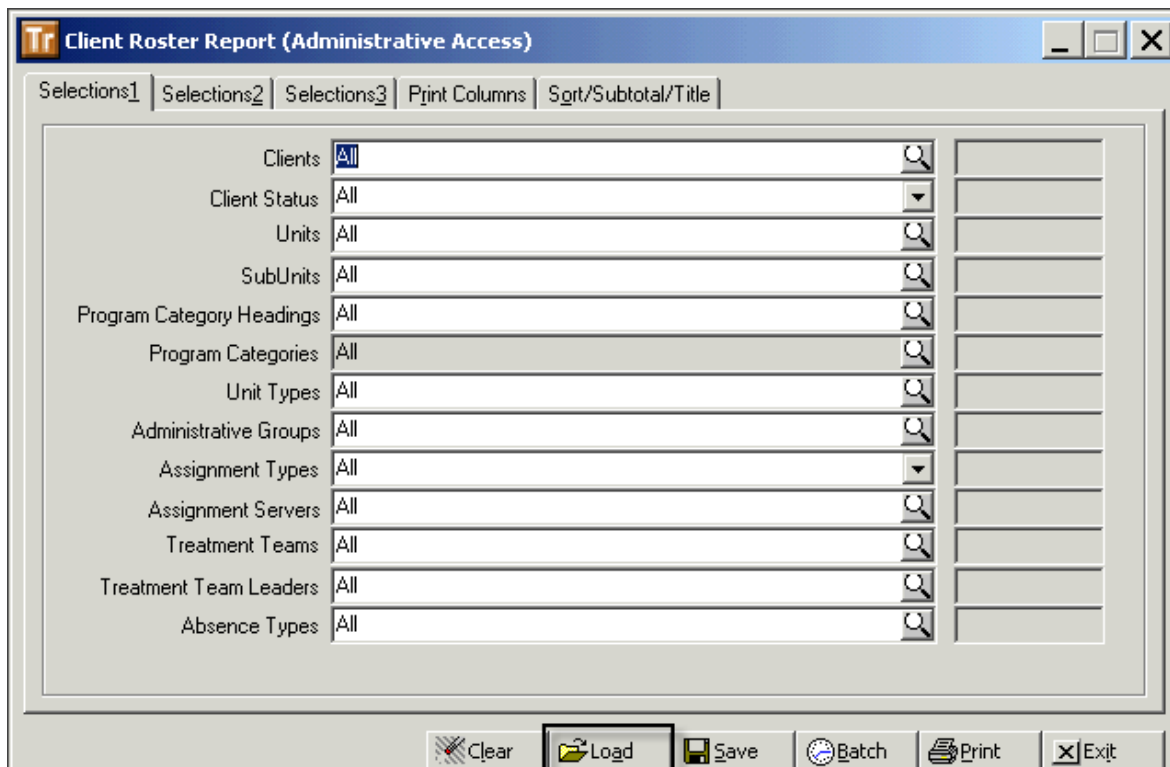 Tr Client Roster Report (Administrative Access)
Selections1 Selections2 Selections3 Print Columns Sort/Subtotal/Title
Clients All
Client Status All
Units All
SubUnits All
Program Category Headings All
Program Categories All
Unit Types All
Administrative Groups All
Assignment Types All
Assignment Servers All
Treatment Teams All
Treatment Team Leaders All
Absence Types All
Clear Load Save Batch Print Exit